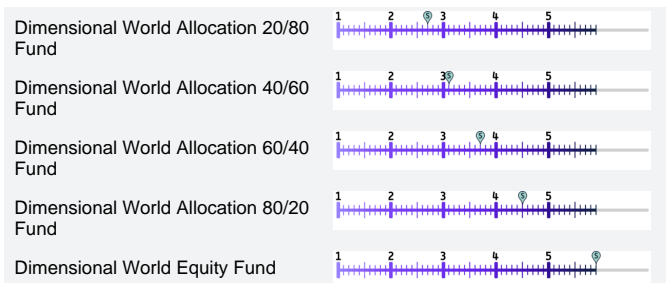 1 2 S 4 5
Dimensional World Allocation 20/80
Fund
1 2 3 S 4 5
Dimensional World Allocation 40/60
Fund
1 2 3 S 4 5
Dimensional World Allocation 60/40
Fund
1 2 3 4 S 5
Dimensional World Allocation 80/20
Fund
1 2 3 4 5 S
Dimensional World Equity Fund